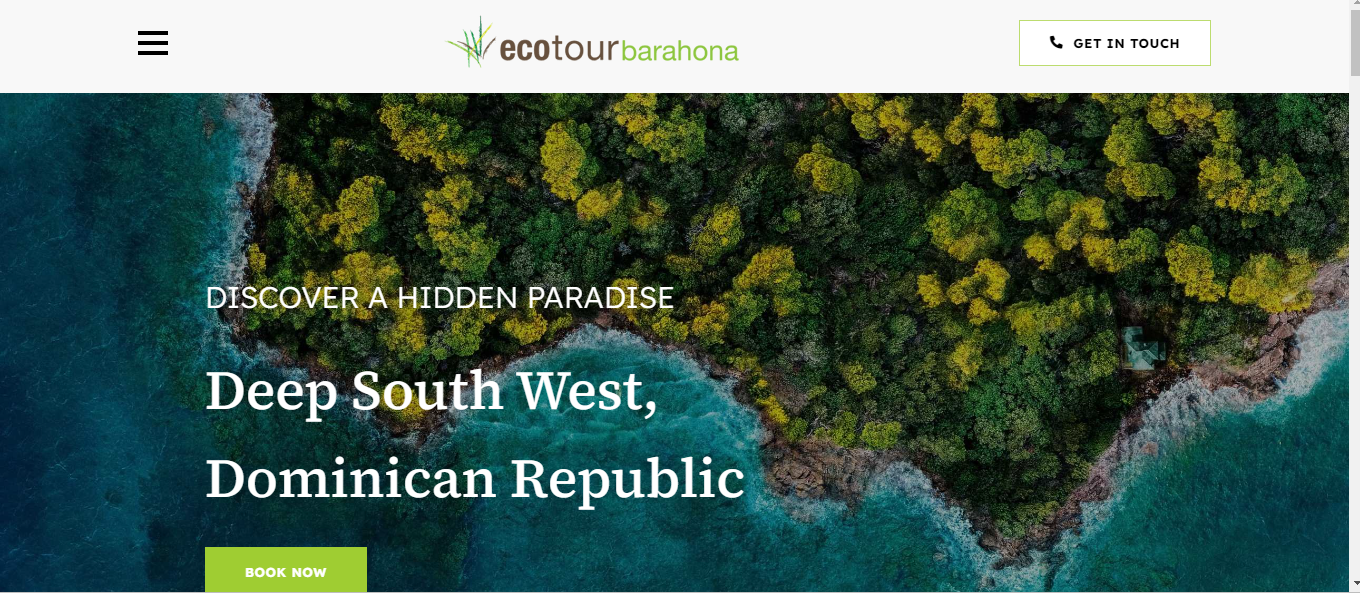 ecotourbarahona
GET IN TOUCH
DISCOVER A HIDDEN PARADISE
Deep South West,
Dominican Republic
BOOK NOW